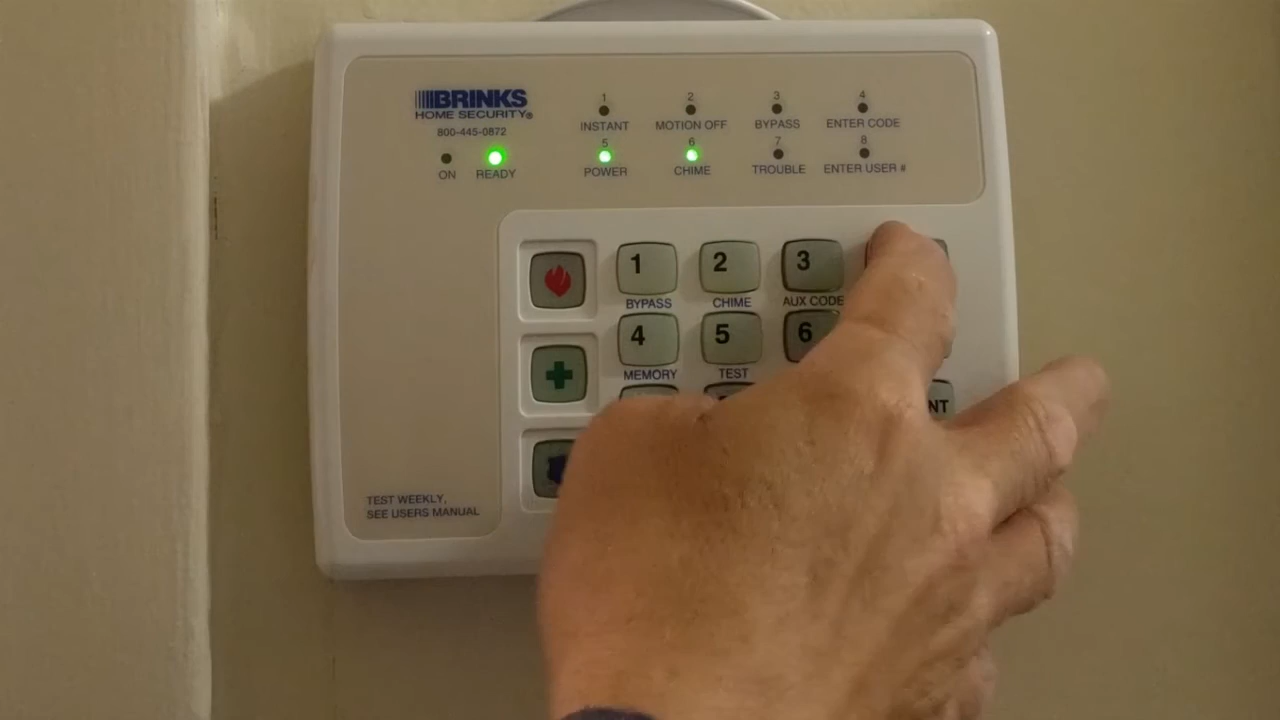 BRINKS
HOME SECURITY®
800-445-0872
1 2 3 4
INSTANT MOTION OFF BYPASS ENTER CODE
5 6 7 8
ON READY POWER CHIME TROUBLE ENTER USER #
1 2 3
BYPASS CHIME AUX CODE
4 5 6
MEMORY TEST
NT
TEST WEEKLY,
SEE USERS MANUAL